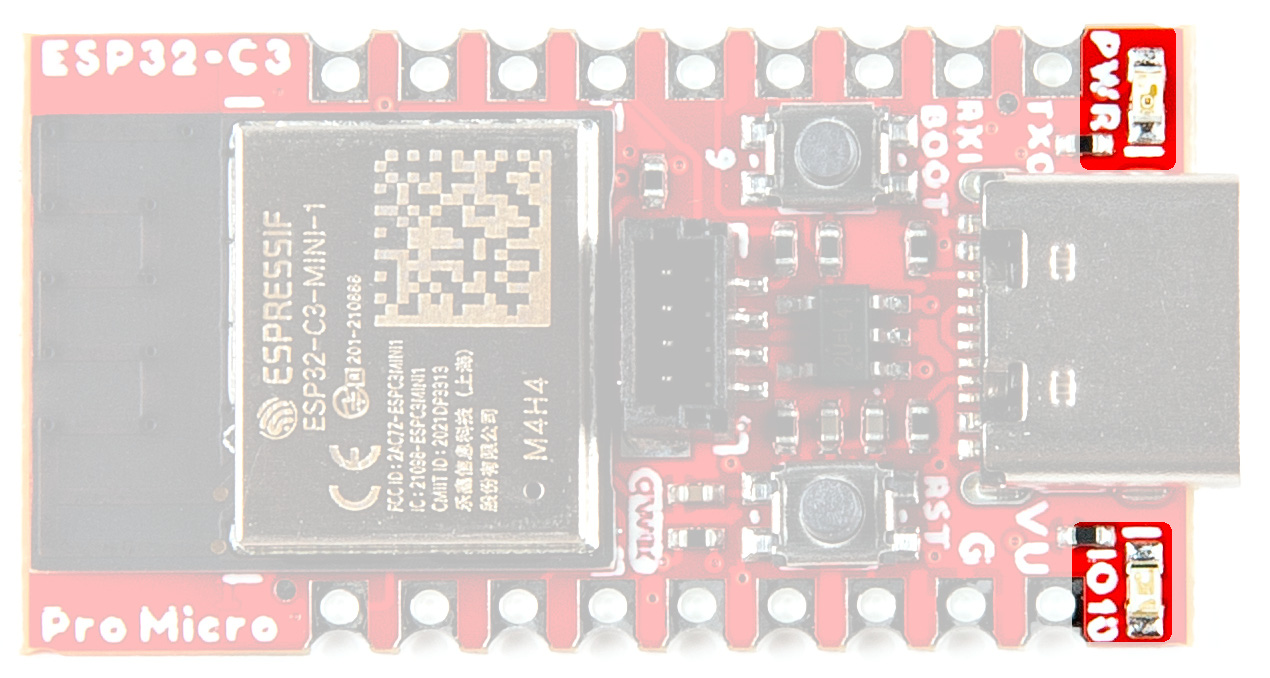 PWR
IO10
TXO
VU
RXI
G
BOOT
RST
9
qwiic
M4H4
股份有限公司
乐鑫信息科技 (上海)
CMIIT ID: 2021DP3313
IC: 21098-ESPC3MINI1
FCC ID: 2AC7Z-ESPC3MINI1
R 201-210888
CE
ESP32-C3-MINI-1
ESPRESSIF
ESP32-C3
Pro Micro